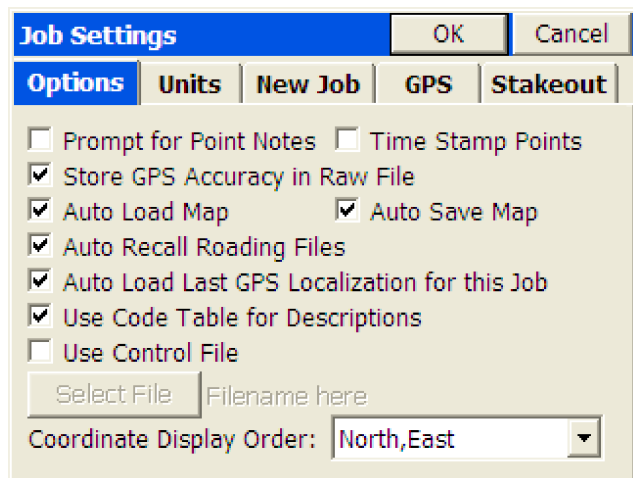 Job Settings OK Cancel
Options Units New Job GPS Stakeout
Prompt for Point Notes Time Stamp Points
Store GPS Accuracy in Raw File
Auto Load Map Auto Save Map
Auto Recall Roading Files
Auto Load Last GPS Localization for this Job
Use Code Table for Descriptions
Use Control File
Select File Filename here
Coordinate Display Order: North,East